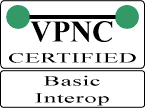 VPNC
CERTIFIED
Basic
Interop